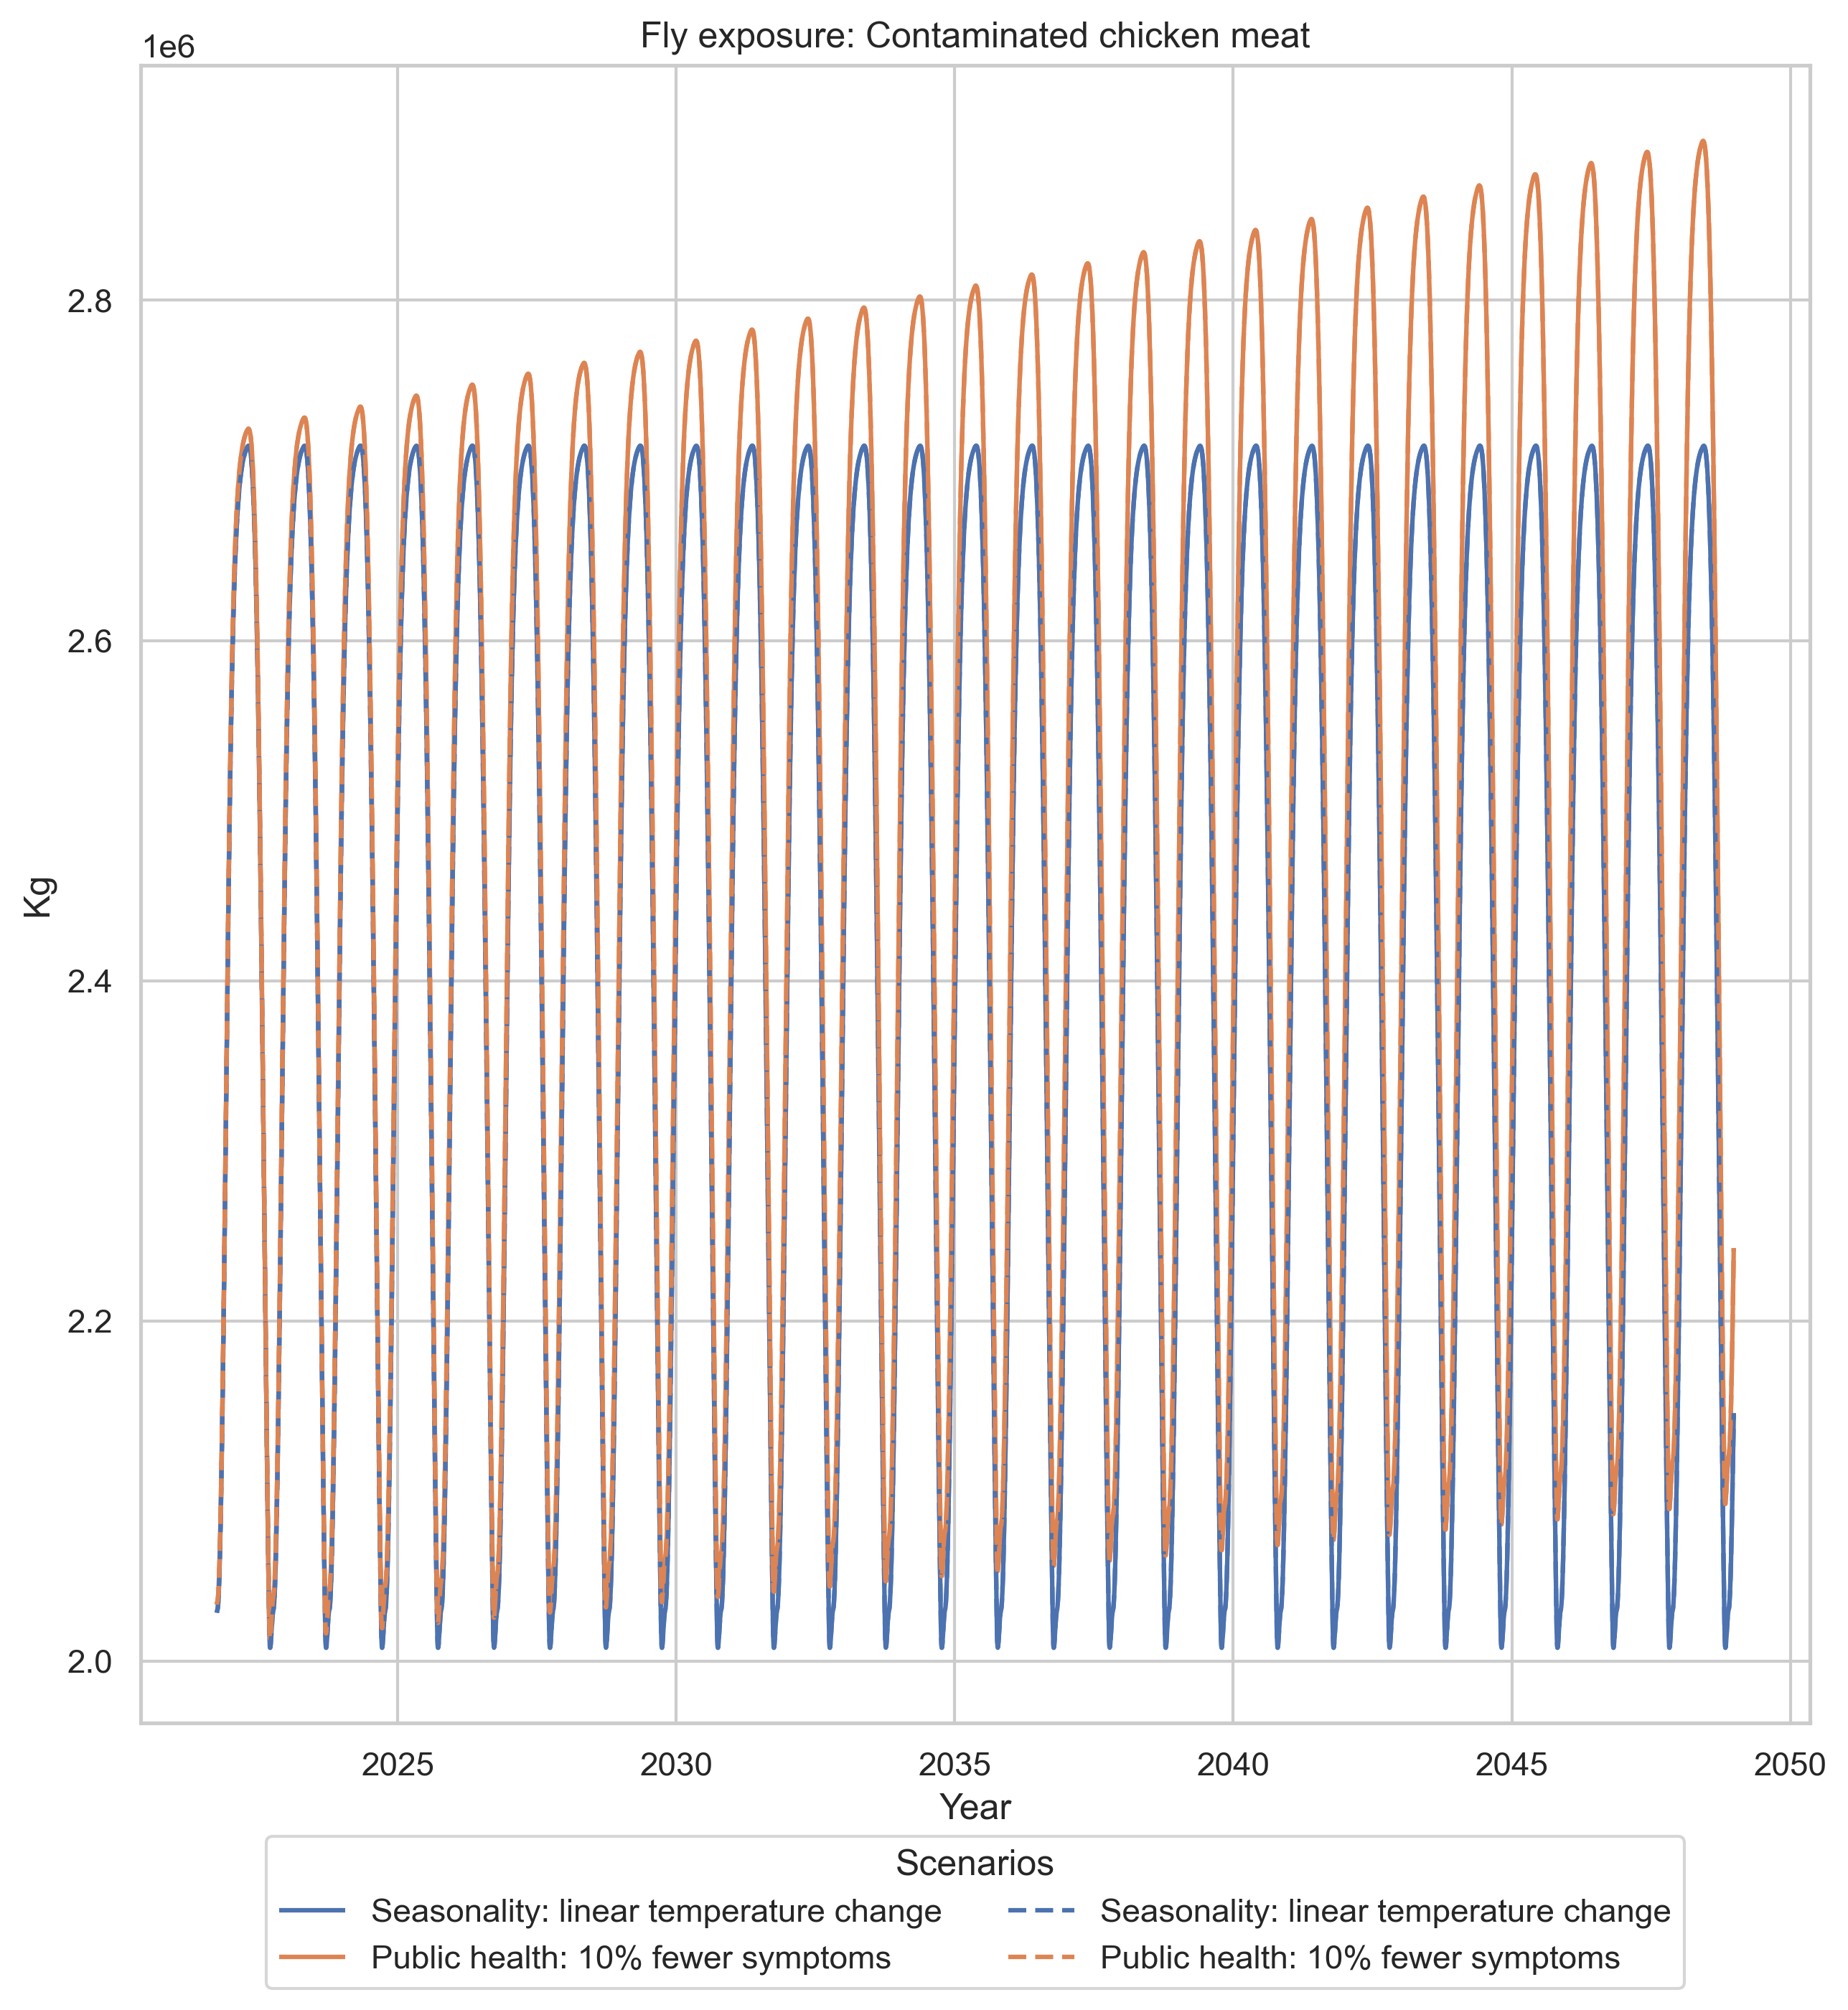 Fly exposure: Contaminated chicken meat
1e6
2.8
2.6
2.4
2.2
2.0
Kg
2025 2030 2035 2040 2045 2050
Year
Scenarios
Seasonality: linear temperature change Seasonality: linear temperature change
Public health: 10% fewer symptoms Public health: 10% fewer symptoms